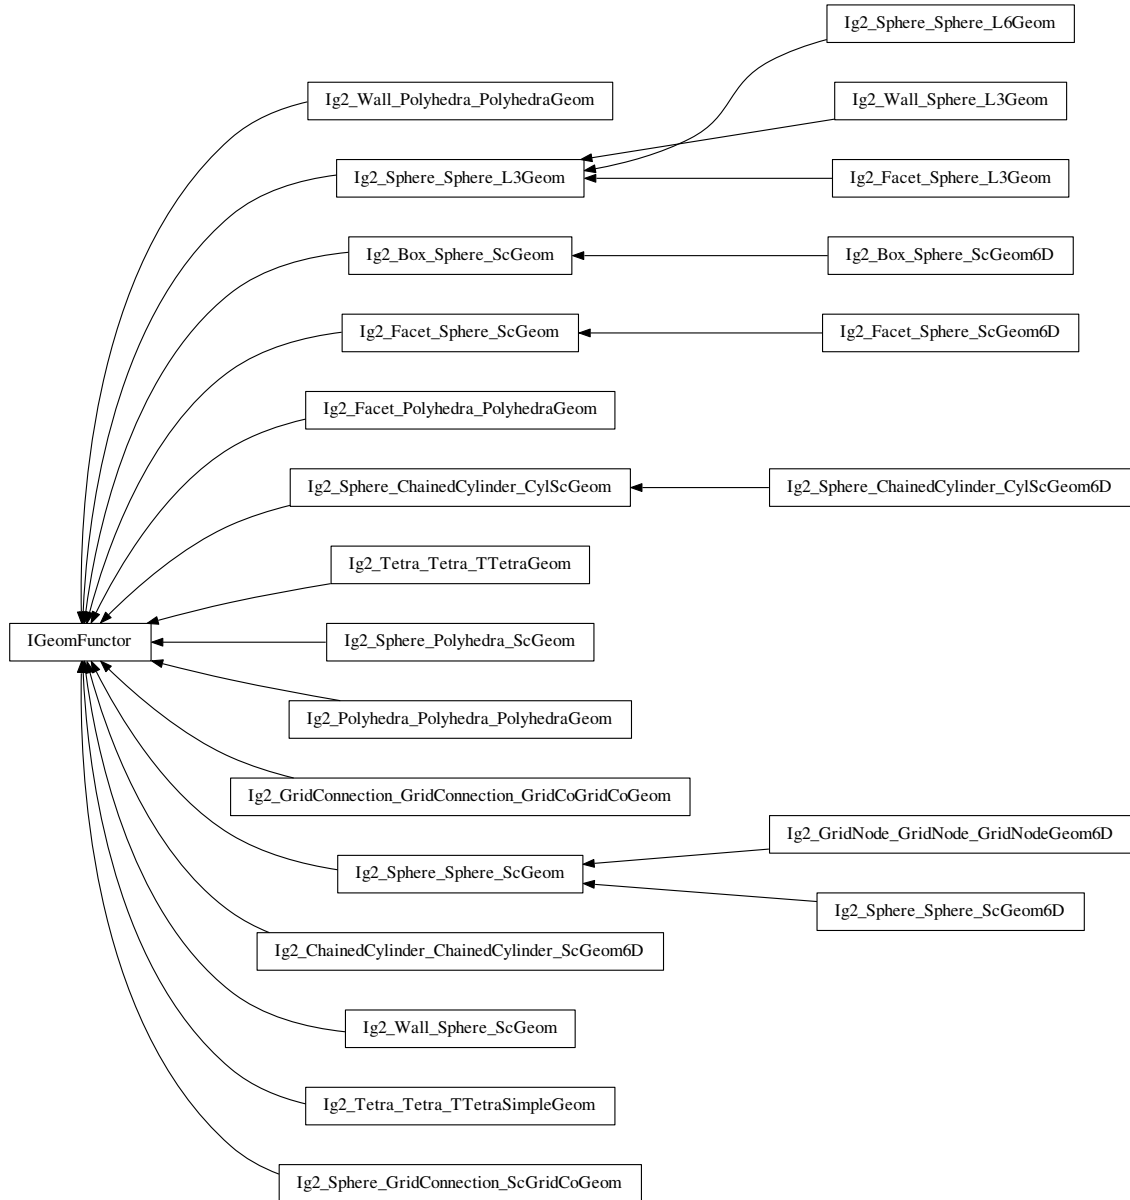 Ig2_Sphere_Sphere_L6Geom
Ig2_Wall_Polyhedra_PolyhedraGeom
Ig2_Wall_Sphere_L3Geom
Ig2_Sphere_Sphere_L3Geom
Ig2_Facet_Sphere_L3Geom
Ig2_Box_Sphere_ScGeom
Ig2_Box_Sphere_ScGeom6D
Ig2_Facet_Sphere_ScGeom
Ig2_Facet_Sphere_ScGeom6D
Ig2_Facet_Polyhedra_PolyhedraGeom
Ig2_Sphere_ChainedCylinder_CylScGeom
Ig2_Sphere_ChainedCylinder_CylScGeom6D
Ig2_Tetra_Tetra_TTetraGeom
IGeomFunctor
Ig2_Sphere_Polyhedra_ScGeom
Ig2_Polyhedra_Polyhedra_PolyhedraGeom
Ig2_GridConnection_GridConnection_GridCoGridCoGeom
Ig2_GridNode_GridNode_GridNodeGeom6D
Ig2_Sphere_Sphere_ScGeom
Ig2_Sphere_Sphere_ScGeom6D
Ig2_ChainedCylinder_ChainedCylinder_ScGeom6D
Ig2_Wall_Sphere_ScGeom
Ig2_Tetra_Tetra_TTetraSimpleGeom
Ig2_Sphere_GridConnection_ScGridCoGeom